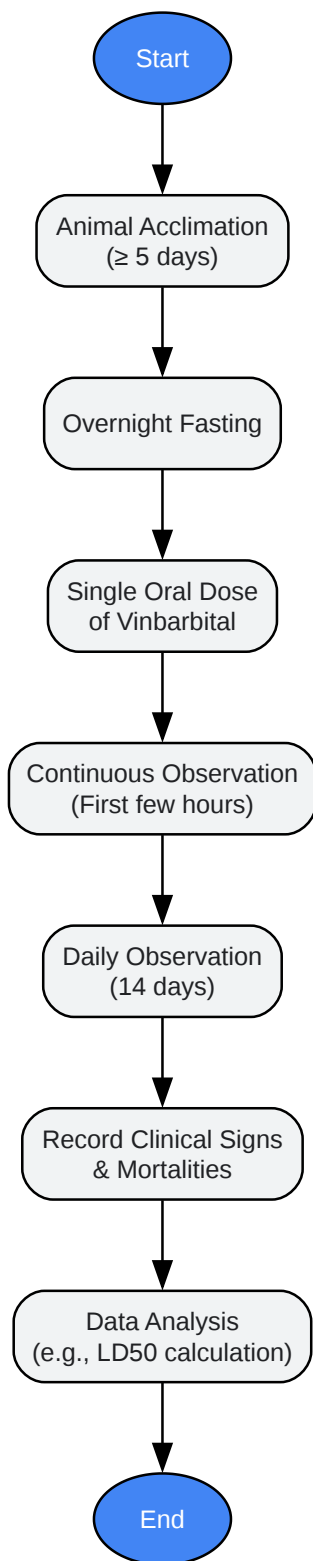 Start
Animal Acclimation
(≥ 5 days)
Overnight Fasting
Single Oral Dose
of Vinbarbital
Continuous Observation
(First few hours)
Daily Observation
(14 days)
Record Clinical Signs
& Mortalities
Data Analysis
(e.g., LD50 calculation)
End